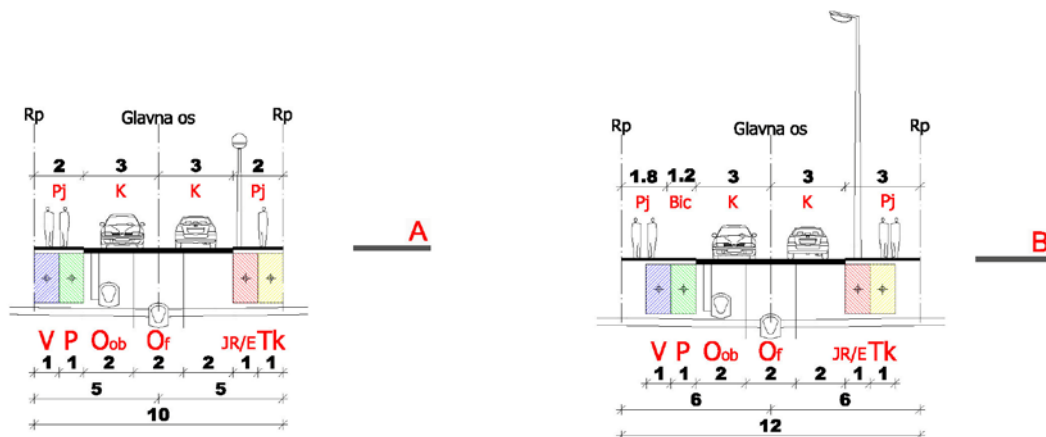 Rp Glavna os Rp
2 3 3 2
Pj K K Pj
A
V P Oob Of JR/E Tk
1 1 2 2 2 1 1
5 5
10
Rp Glavna os Rp
1.8 1.2 3 3 3
Pj Bic K K Pj
B
V P Oob Of JR/E Tk
1 1 2 2 2 1 1
6 6
12